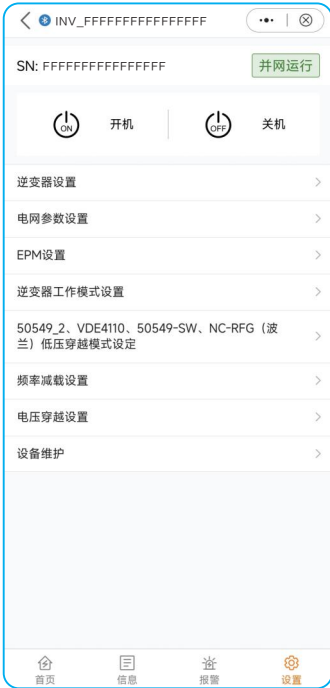 INV_FFFFFFFFFFFFFFFF
SN: FFFFFFFFFFFFFFFF
并网运行
ON 开机
OFF 关机
逆变器设置
电网参数设置
EPM设置
逆变器工作模式设置
50549_2、VDE4110、50549-SW、NC-RFG（波
兰）低压穿越模式设定
频率减载设置
电压穿越设置
设备维护
首页 信息 报警 设置